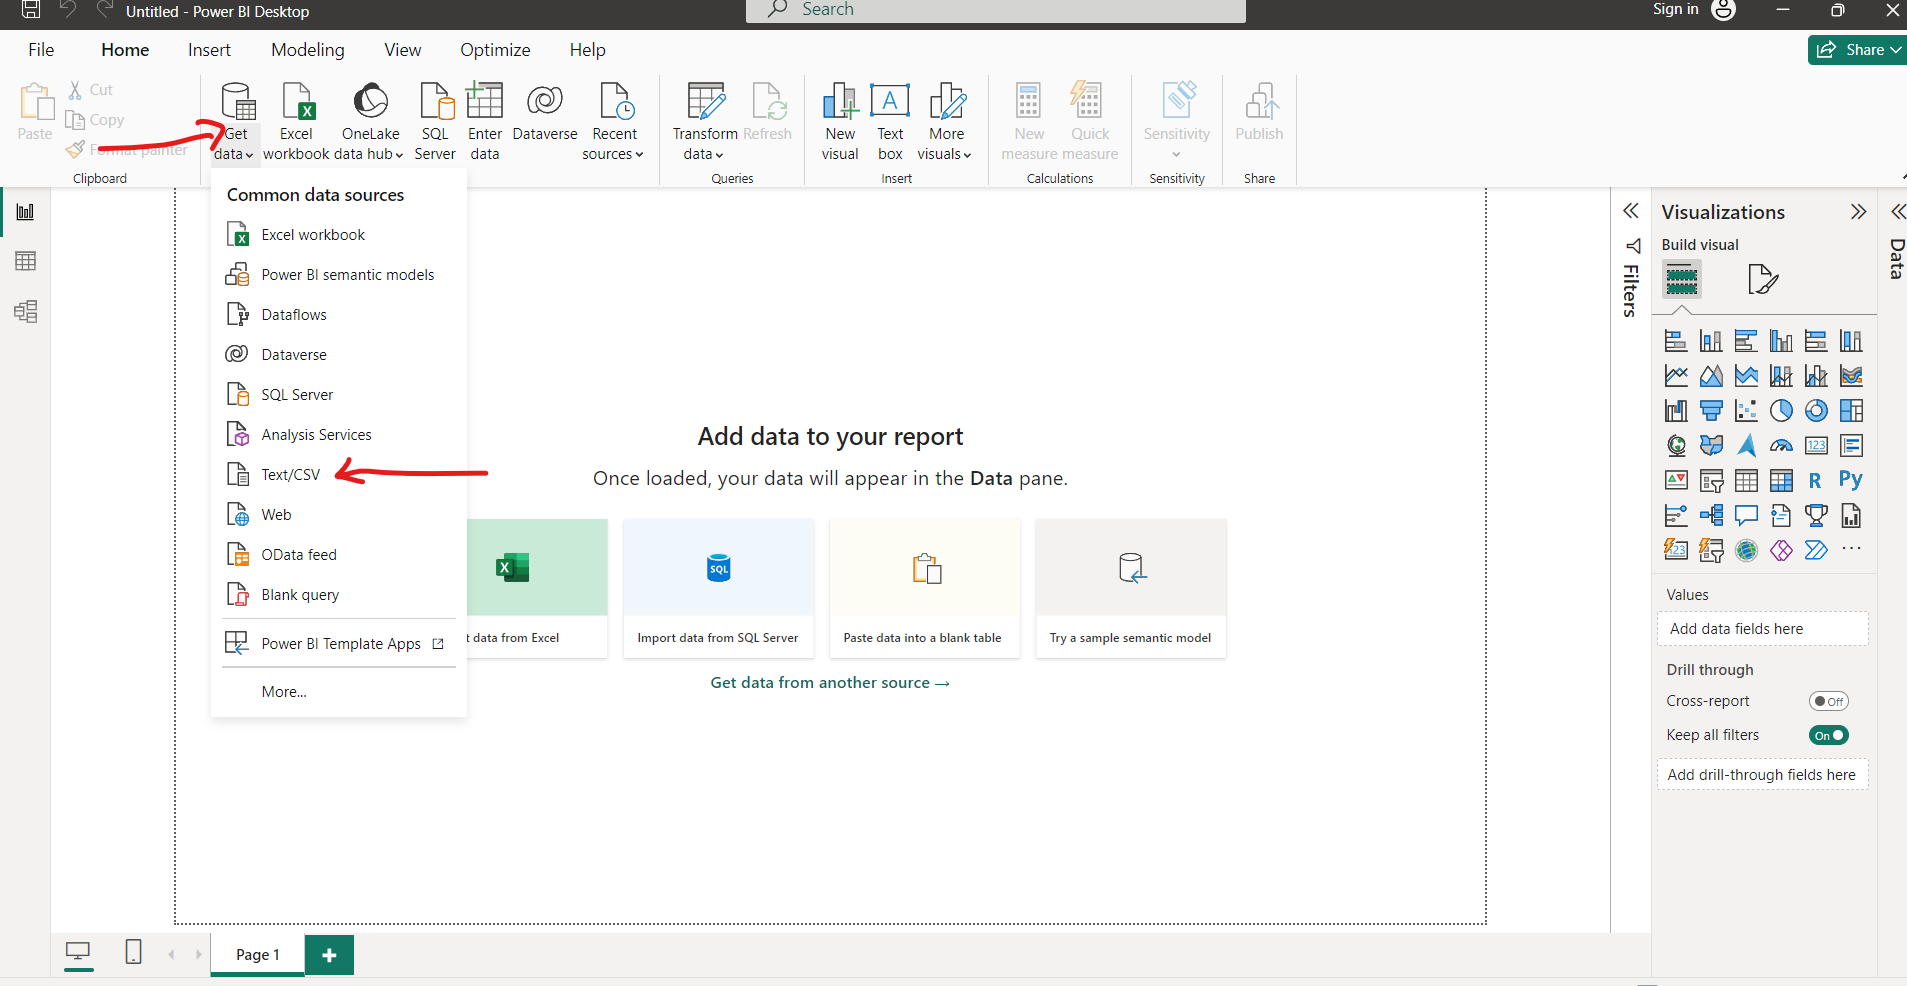 Untitled - Power BI Desktop
Search
Sign in
File Home Insert Modeling View Optimize Help
Share
Paste
Cut
Copy
Format painter
Clipboard
Get data
Excel workbook
OneLake data hub
SQL Server
Enter data
Dataverse
Recent sources
Transform data
Refresh
Queries
New visual
Text box
More visuals
Insert
New measure
Quick measure
Calculations
Sensitivity
Sensitivity
Publish
Share
Common data sources
Excel workbook
Power BI semantic models
Dataflows
Dataverse
SQL Server
Analysis Services
Text/CSV
Web
OData feed
Blank query
Power BI Template Apps
More...
Add data to your report
Once loaded, your data will appear in the Data pane.
SQL
t data from Excel
Import data from SQL Server
Paste data into a blank table
Try a sample semantic model
Get data from another source →
Filters
Visualizations
Build visual
123
R
Py
123
Values
Add data fields here
Drill through
Cross-report
Off
Keep all filters
On
Add drill-through fields here
Data
Page 1